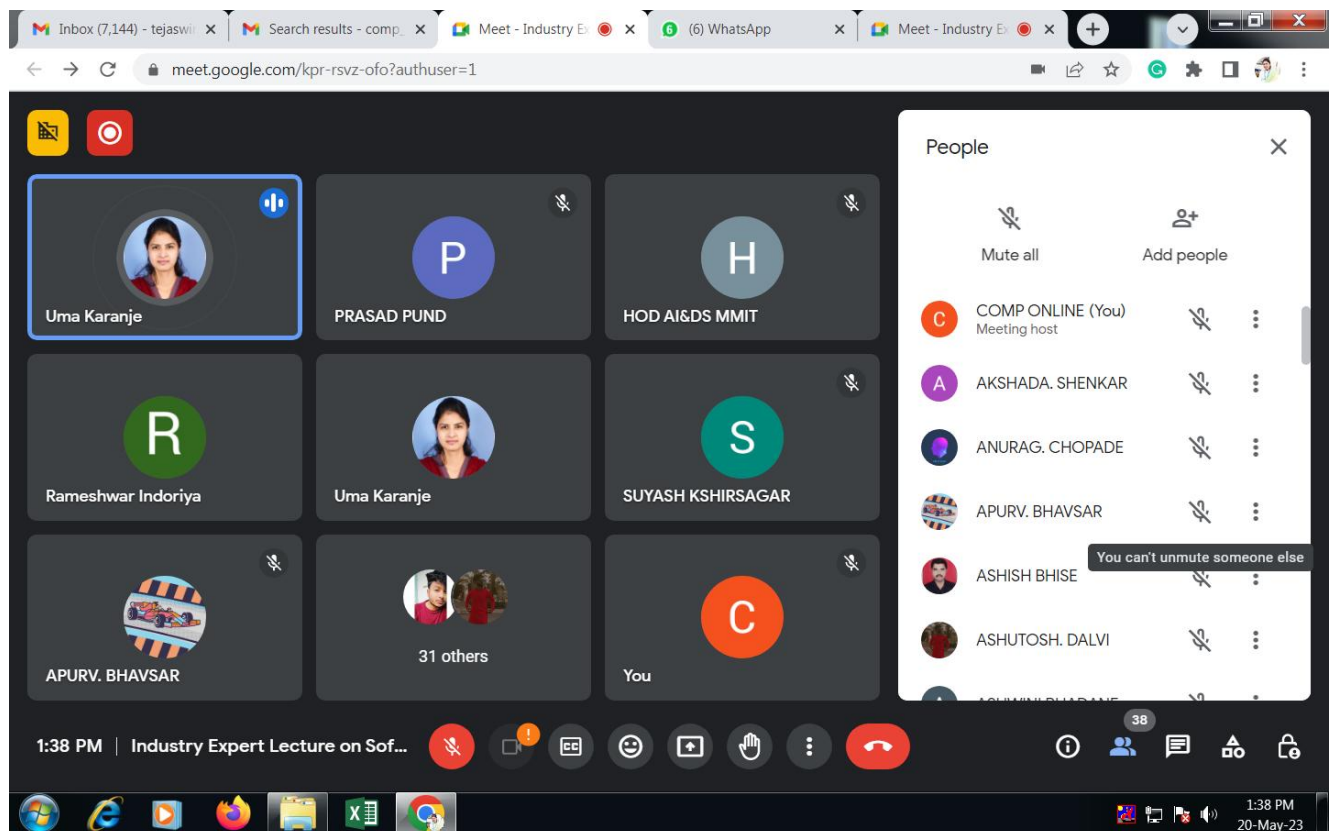 Inbox (7,144) - tejaswi
Search results - comp_
Meet - Industry Ex
6
(6) WhatsApp
Meet - Industry Ex
meet.google.com/kpr-rsvz-ofo?authuser=1
G
People
Mute all
Add people
Uma Karanje
P
PRASAD PUND
H
HOD AI&DS MMIT
R
Rameshwar Indoriya
Uma Karanje
S
SUYASH KSHIRSAGAR
APURV. BHAVSAR
31 others
C
You
C
COMP ONLINE (You)
Meeting host
A
AKSHADA. SHENKAR
ANURAG. CHOPADE
APURV. BHAVSAR
You can't unmute someone else
ASHISH BHISE
ASHUTOSH. DALVI
1:38 PM | Industry Expert Lecture on Sof...
!
CC
38
1:38 PM
20-May-23